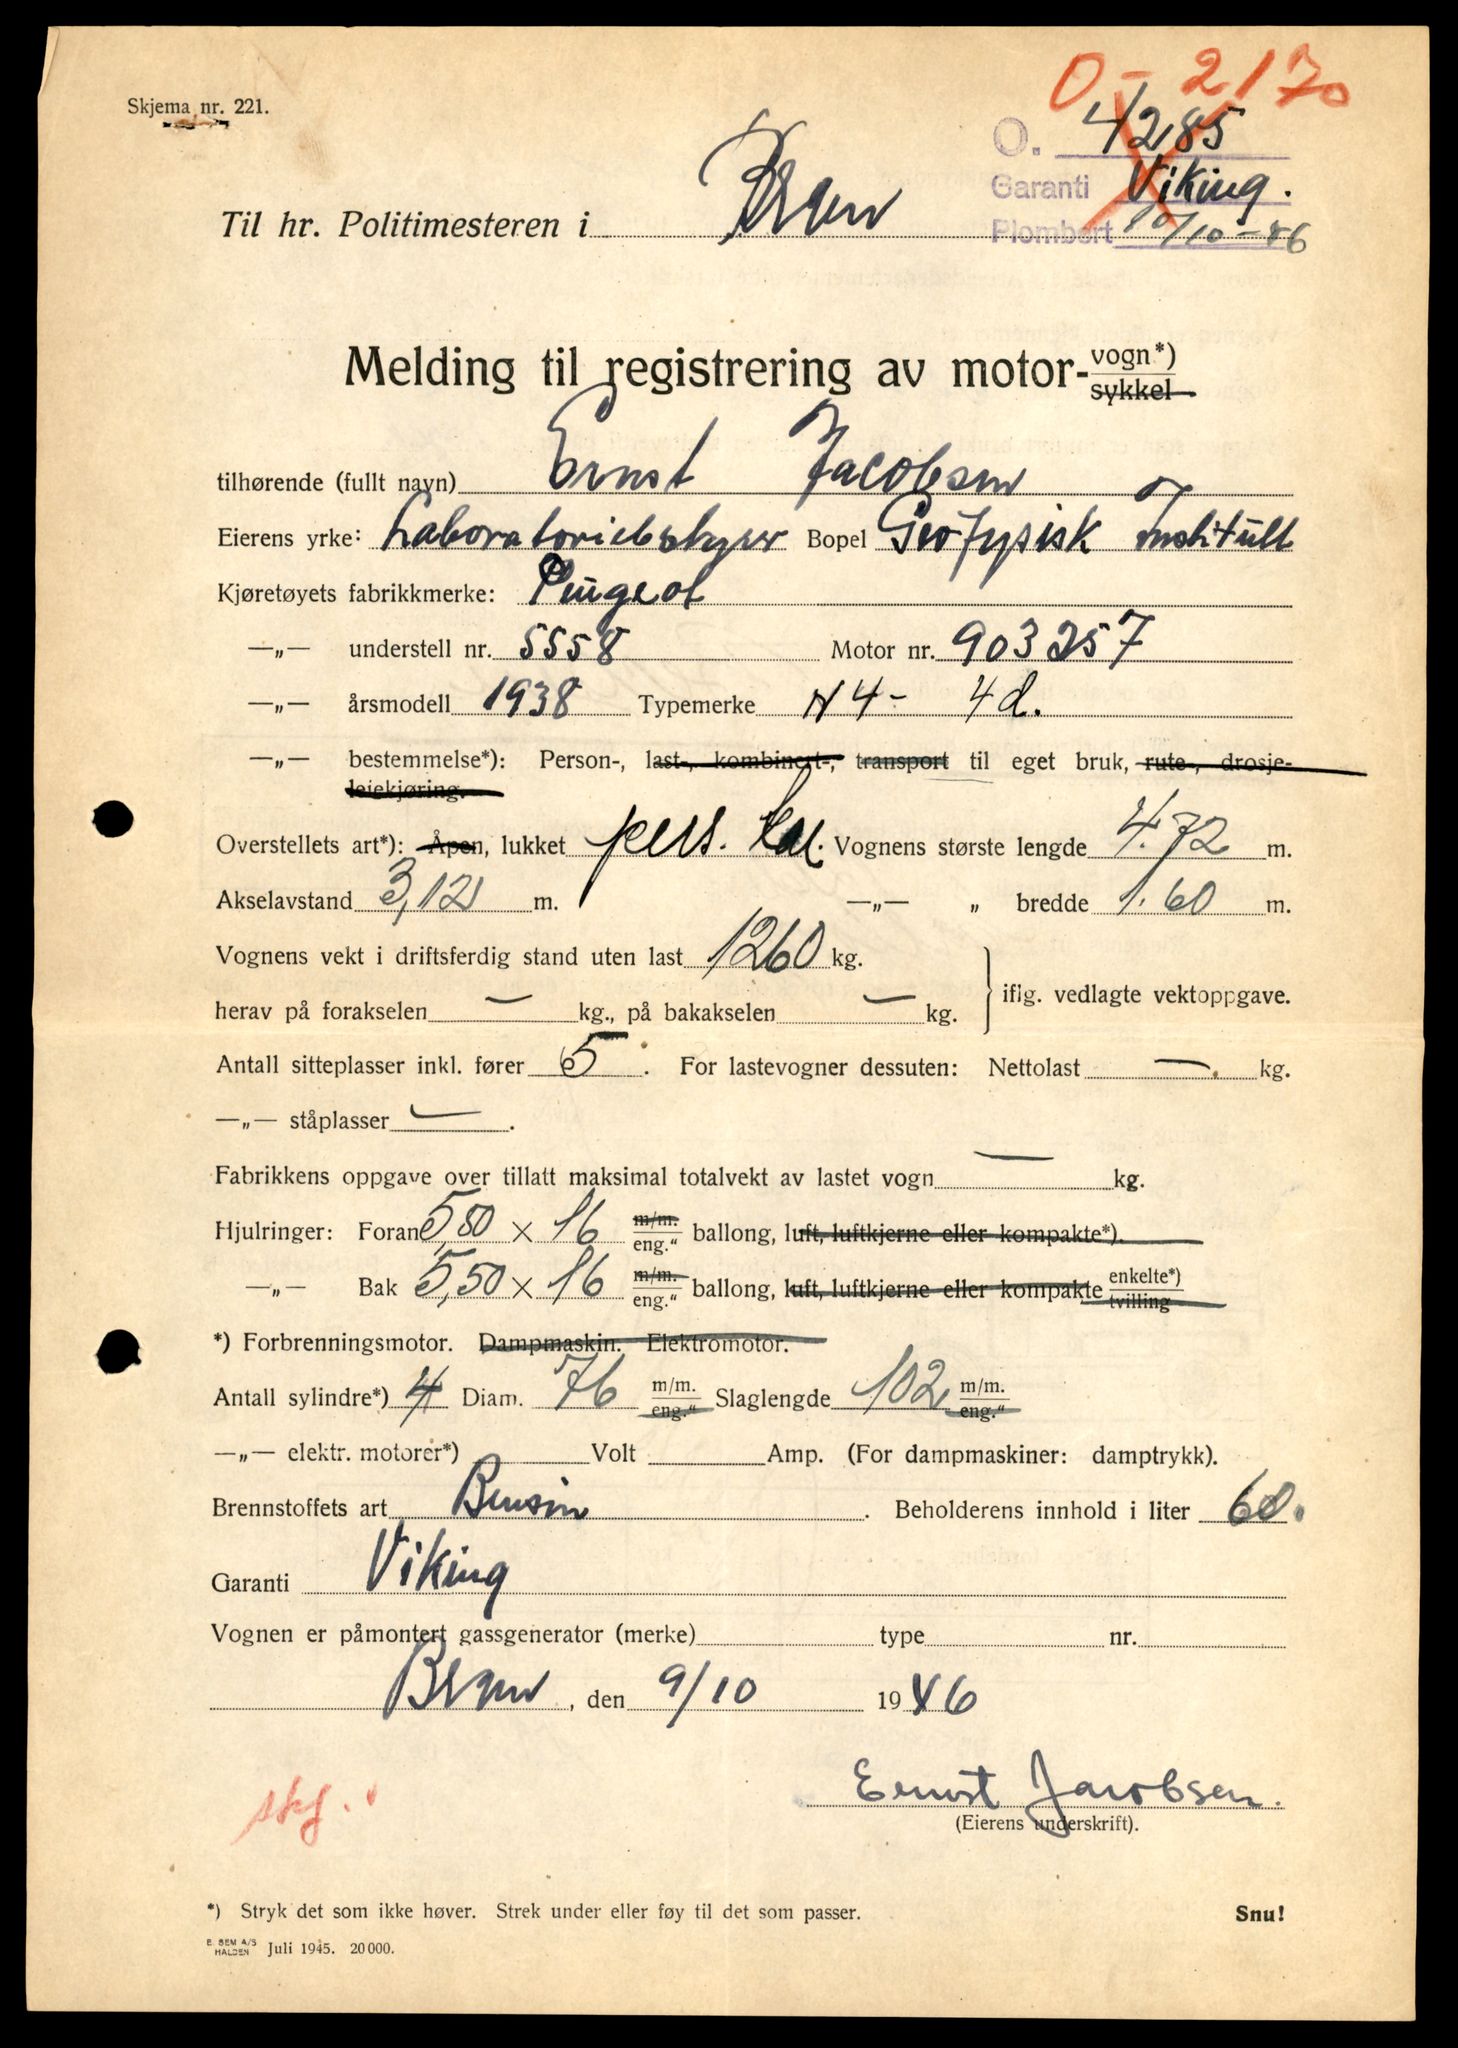 Skjema nr. 221.
O - 2170
O. 4285
Garanti Viking.
Plombert 10/10-46
Til hr. Politimesteren i Bergen
Melding til registrering av motor- vogn*)
sykkel
tilhørende (fullt navn) Ernst Jacobsen
Eierens yrke: Laboratoriebestyrer Bopel Geofysisk Institutt
Kjøretøyets fabrikkmerke: Peugeot
—„— understell nr. 5558 Motor nr. 903257
—„— årsmodell 1938 Typemerke N4- 4d.
—„— bestemmelse*): Person-, last-, kombinert-, transport til eget bruk, rute-, drosje-
leiekjøring.
Overstellets art*): Åpen, lukket pers. kal. Vognens største lengde 4.72 m.
Akselavstand 3,12 m. —„— „ bredde 1.60 m.
Vognens vekt i driftsferdig stand uten last 1260 kg.
herav på forakselen — kg., på bakakselen — kg. iflg. vedlagte vektoppgave.
Antall sitteplasser inkl. fører 5. For lastevogner dessuten: Nettolast — kg.
—„— ståplasser — .
Fabrikkens oppgave over tillatt maksimal totalvekt av lastet vogn — kg.
Hjulringer: Foran 5,50 x 16 m/m. eng.“ ballong, luft, luftkjerne eller kompakte*).
—„— Bak 5,50 x 16 m/m. eng.“ ballong, luft, luftkjerne eller kompakte enkelte*) tvilling
*) Forbrenningsmotor. Dampmaskin. Elektromotor.
Antall sylindre*) 4 Diam. 76 m/m. eng.“ Slaglengde 102 m/m. eng.“
—„— elektr. motorer*) Volt Amp. (For dampmaskiner: damptrykk).
Brennstoffets art Bensin. Beholderens innhold i liter 60.
Garanti Viking
Vognen er påmontert gassgenerator (merke) type nr.
Bergen, den 9/10 1946
Ernst Jacobsen.
(Eierens underskrift).
*) Stryk det som ikke høver. Strek under eller føy til det som passer. Snu!
E. SEM A/S
HALDEN Juli 1945. 20 000.